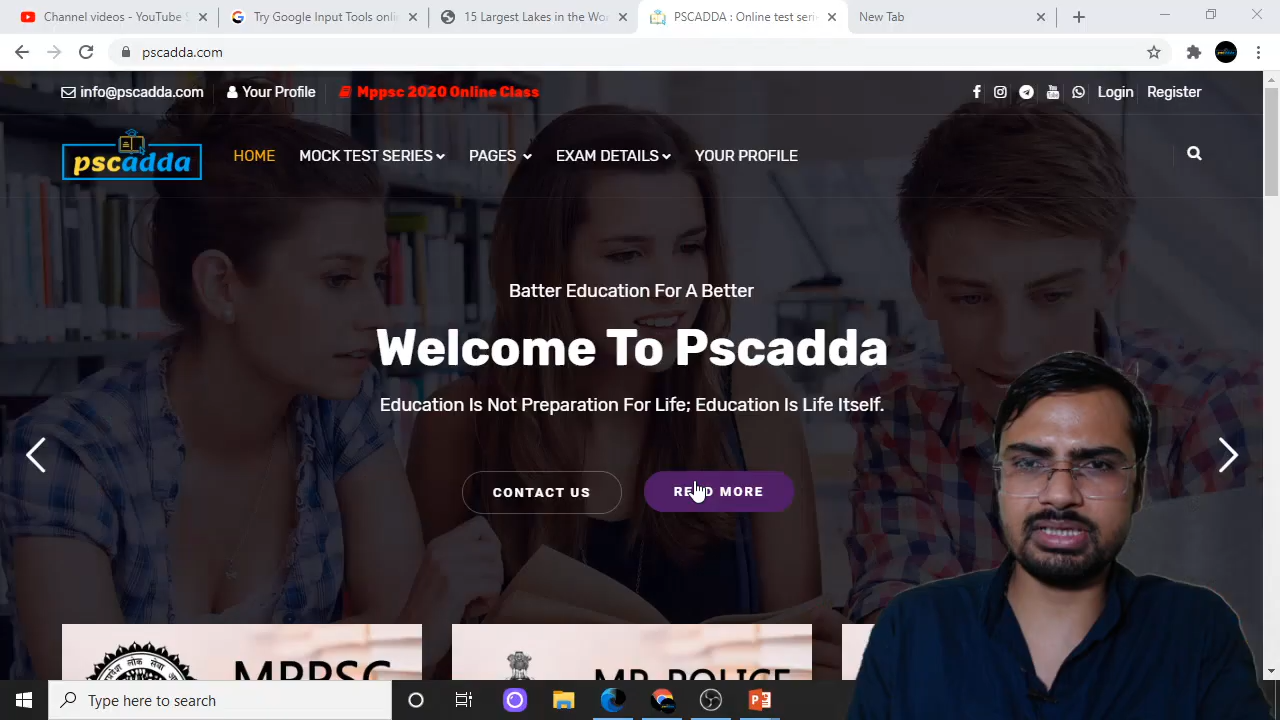 Channel videos - YouTube S
Try Google Input Tools onli
15 Largest Lakes in the Wor
PSCADDA : Online test seri
New Tab
pscadda.com
info@pscadda.com
Your Profile
Mppsc 2020 Online Class
Login
Register
pscadda
HOME
MOCK TEST SERIES
PAGES
EXAM DETAILS
YOUR PROFILE
Batter Education For A Better
Welcome To Pscadda
Education Is Not Preparation For Life; Education Is Life Itself.
CONTACT US
READ MORE
लोक सेवा
MPPSC
MP POLICE
Type here to search